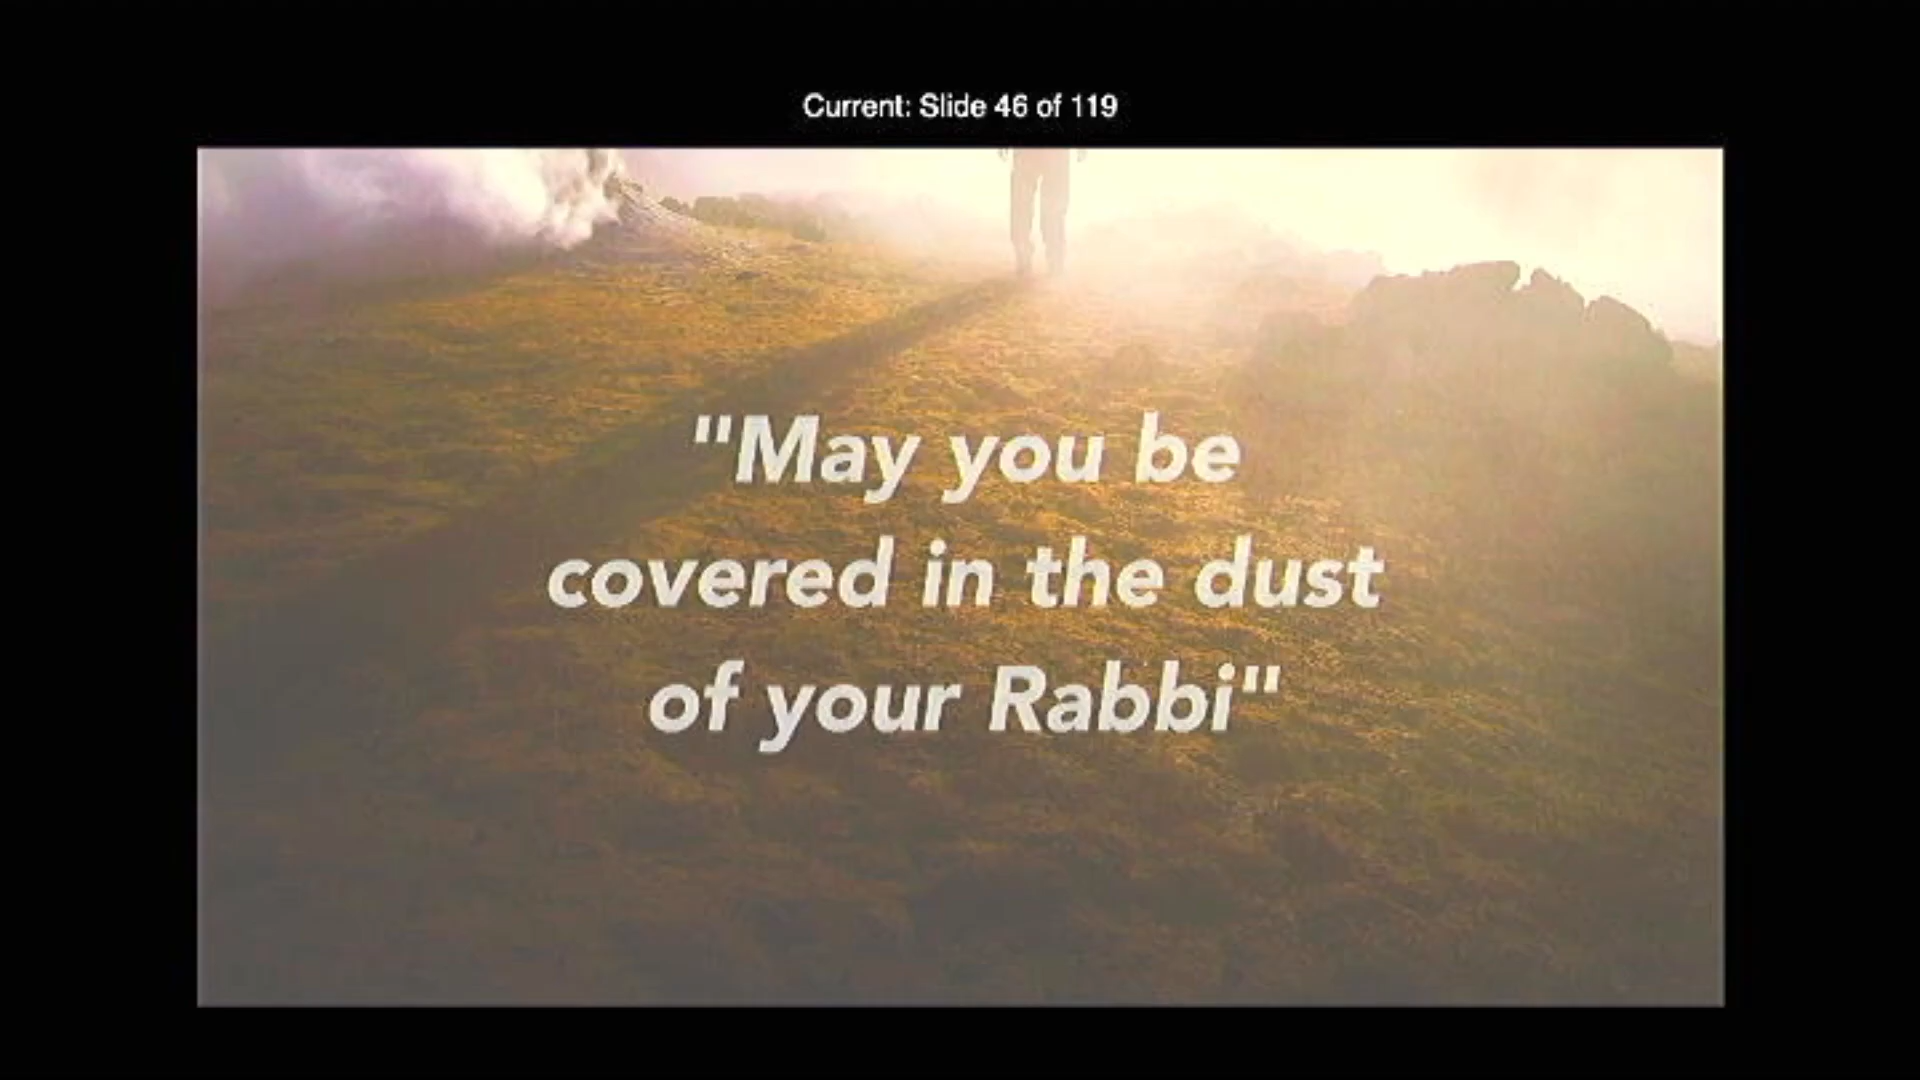 Current: Slide 46 of 119
"May you be
covered in the dust
of your Rabbi"